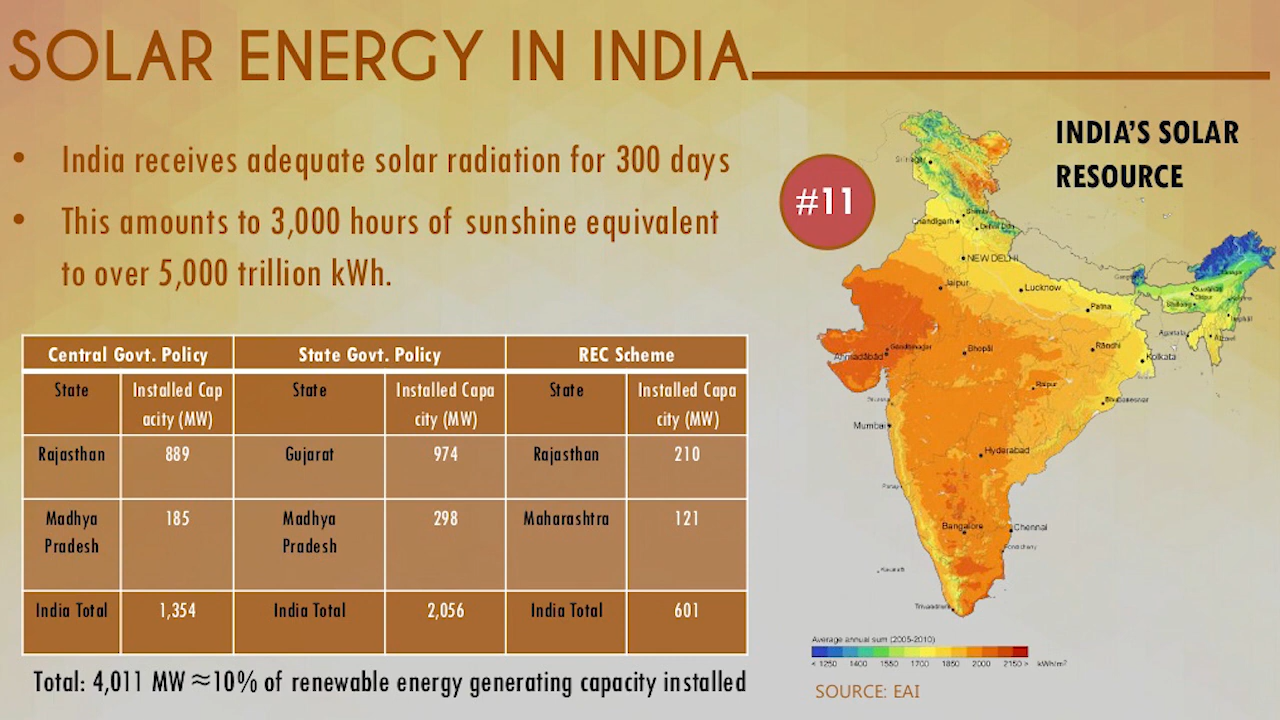 SOLAR ENERGY IN INDIA
• India receives adequate solar radiation for 300 days
• This amounts to 3,000 hours of sunshine equivalent
to over 5,000 trillion kWh.
Central Govt. Policy State Govt. Policy REC Scheme
State Installed Cap State Installed Capa State Installed Capa
acity (MW) city (MW) city (MW)
Rajasthan 889 Gujarat 974 Rajasthan 210
Madhya 185 Madhya 298 Maharashtra 121
Pradesh Pradesh
India Total 1,354 India Total 2,056 India Total 601
Total: 4,011 MW ≈10% of renewable energy generating capacity installed
#11
INDIA’S SOLAR
RESOURCE
Srinagar
Chandigarh
NEW DELHI
Jaipur
Lucknow
Patna
Gandhinagar
Ahmadābād
Bhopāl
Rānchi
Kolkata
Raipur
Mumbai
Hyderabad
Bangalore
Chennai
Average annual sum (2005-2010)
< 1250 1400 1550 1700 1850 2000 2150 > kWh/m²
SOURCE: EAI